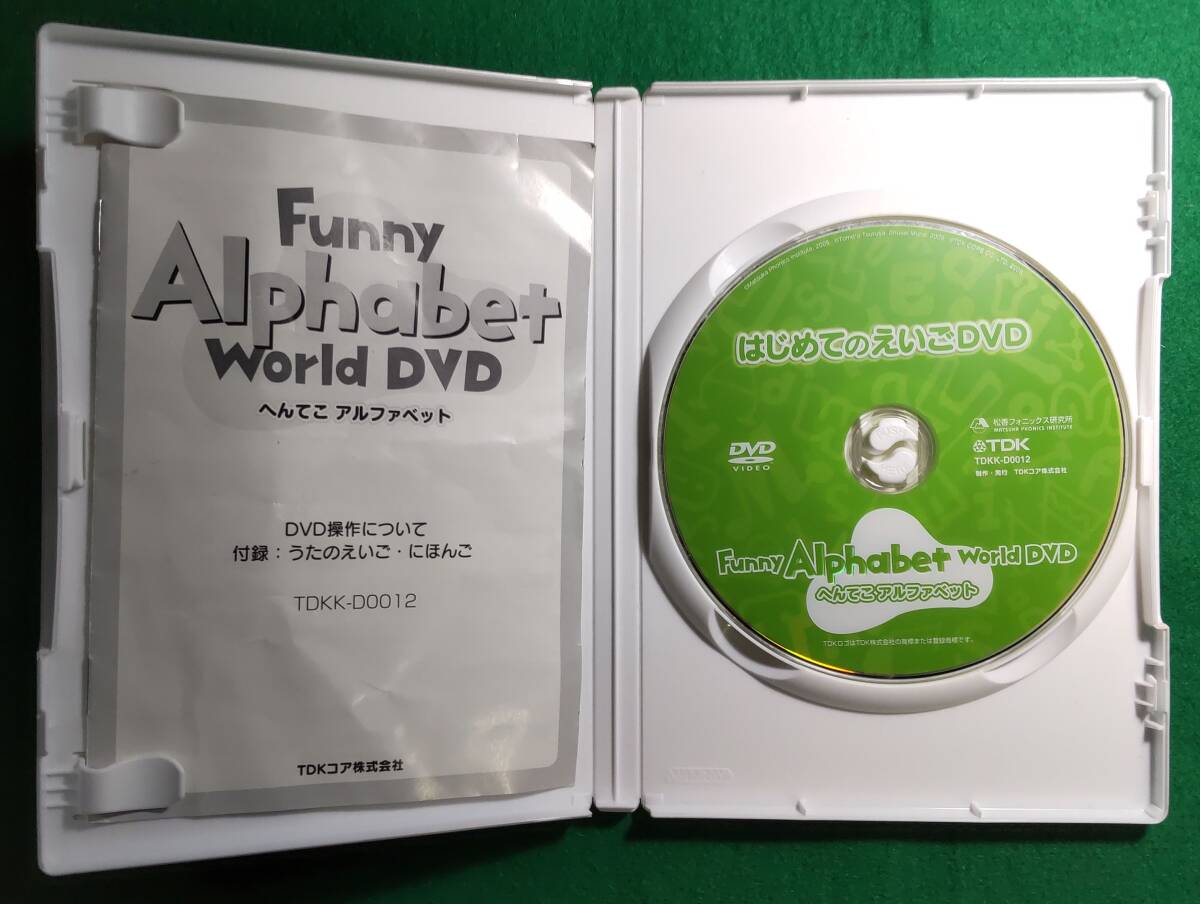 Funny
Alphabet
World DVD
へんてこ アルファベット
DVD操作について
付録：うたのえいご・にほんご
TDKK-D0012
TDKコア株式会社
はじめてのえいごDVD
DVD
VIDEO
松香フォニックス研究所
MATSUKA PHONICS INSTITUTE
TDK
TDKK-D0012
制作・発行 TDKコア株式会社
Funny Alphabet World DVD
へんてこ アルファベット
TDKロゴはTDK株式会社の商標または登録商標です。